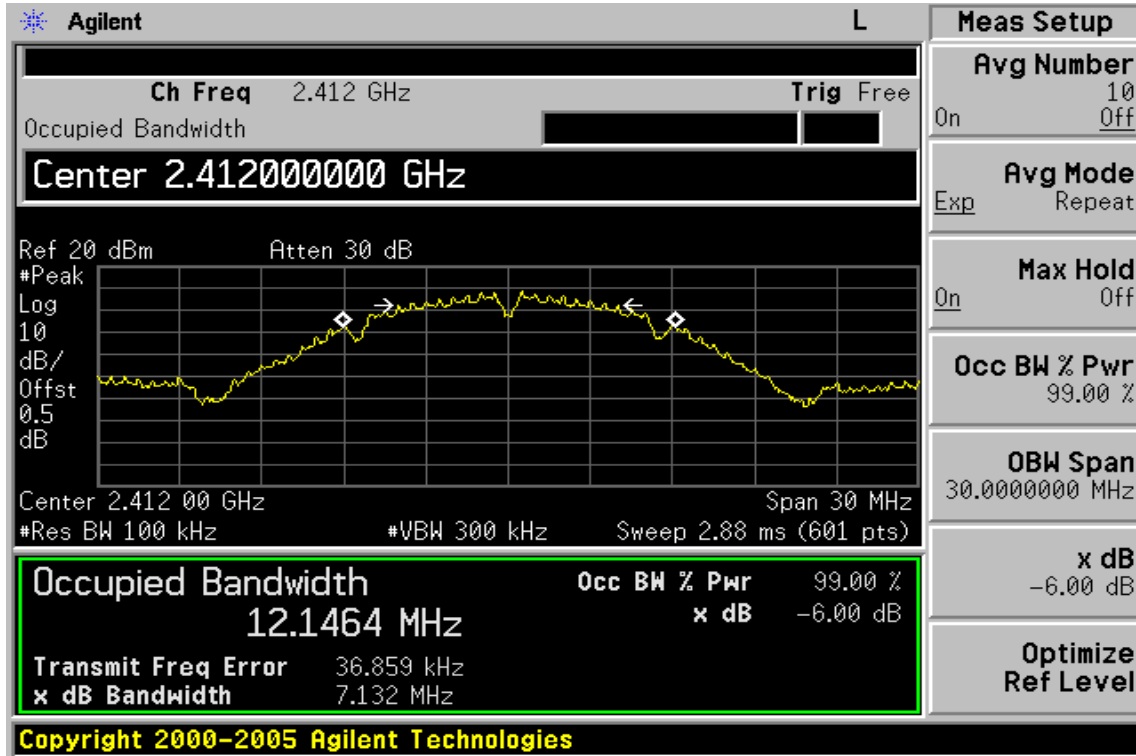 Agilent L
Ch Freq 2.412 GHz Trig Free
Occupied Bandwidth
Center 2.412000000 GHz
Ref 20 dBm Atten 30 dB
#Peak
Log
10
dB/
Offst
0.5
dB
Center 2.412 00 GHz Span 30 MHz
#Res BW 100 kHz #VBW 300 kHz Sweep 2.88 ms (601 pts)
Occupied Bandwidth
12.1464 MHz
Occ BW % Pwr 99.00 %
x dB -6.00 dB
Transmit Freq Error 36.859 kHz
x dB Bandwidth 7.132 MHz
Copyright 2000-2005 Agilent Technologies
Meas Setup
Avg Number
10
On Off
Avg Mode
Exp Repeat
Max Hold
On Off
Occ BW % Pwr
99.00 %
OBW Span
30.0000000 MHz
x dB
-6.00 dB
Optimize
Ref Level